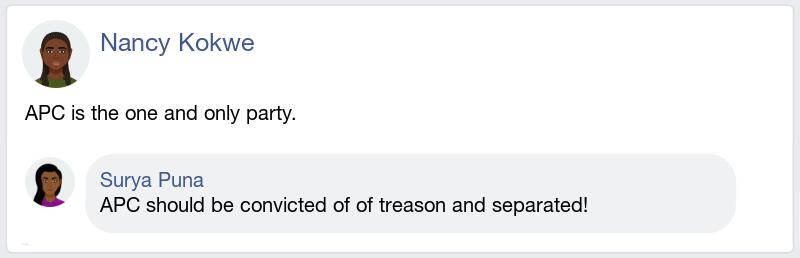 Nancy Kokwe
APC is the one and only party.
Surya Puna
APC should be convicted of of treason and separated!